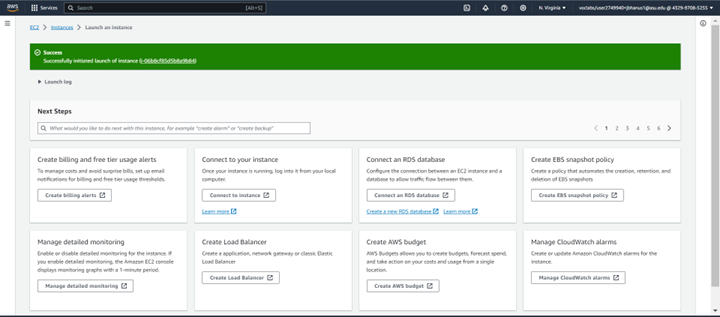 aws
Services
Search
[Alt+S]
N. Virginia
voclabs/user2749940=jbharuo1@asu.edu @ 4329-9708-5255
EC2 > Instances > Launch an instance
Success
Successfully initiated launch of instance (i-06b8cf85d5b8a9b84)
Launch log
Next Steps
What would you like to do next with this instance, for example "create alarm" or "create backup"
1 2 3 4 5 6
Create billing and free tier usage alerts
To manage costs and avoid surprise bills, set up email
notifications for billing and free tier usage thresholds.
Create billing alerts
Connect to your instance
Once your instance is running, log into it from your local
computer.
Connect to instance
Learn more
Connect an RDS database
Configure the connection between an EC2 instance and a
database to allow traffic flow between them.
Connect an RDS database
Create a new RDS database Learn more
Create EBS snapshot policy
Create a policy that automates the creation, retention, and
deletion of EBS snapshots
Create EBS snapshot policy
Manage detailed monitoring
Enable or disable detailed monitoring for the instance. If
you enable detailed monitoring, the Amazon EC2 console
displays monitoring graphs with a 1-minute period.
Manage detailed monitoring
Create Load Balancer
Create a application, network gateway or classic Elastic
Load Balancer
Create Load Balancer
Create AWS budget
AWS Budgets allows you to create budgets, forecast spend,
and take action on your costs and usage from a single
location.
Create AWS budget
Manage CloudWatch alarms
Create or update Amazon CloudWatch alarms for the
instance.
Manage CloudWatch alarms